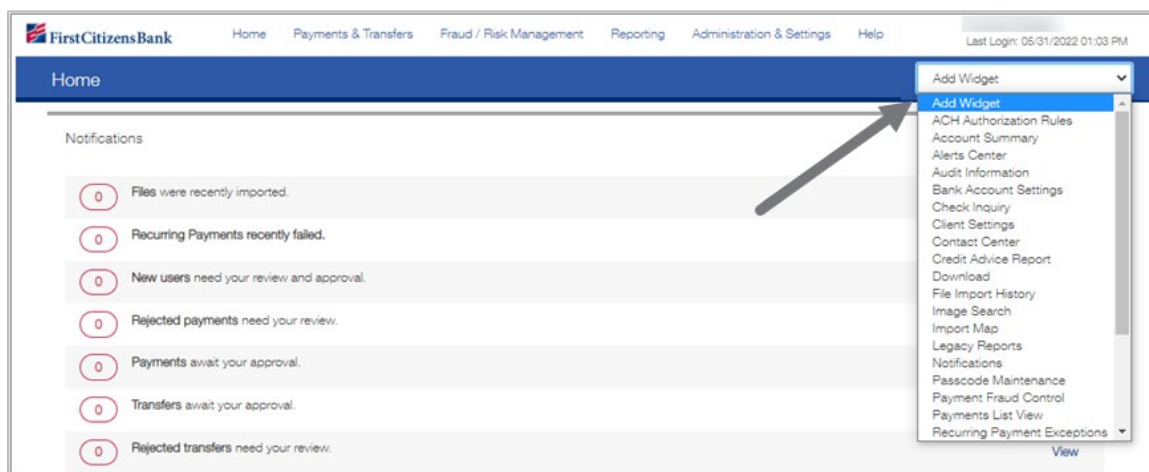 FirstCitizensBank Home Payments & Transfers Fraud / Risk Management Reporting Administration & Settings Help
Last Login: 05/31/2022 01:03 PM
Home
Add Widget
Add Widget
ACH Authorization Rules
Account Summary
Alerts Center
Audit Information
Bank Account Settings
Check Inquiry
Client Settings
Contact Center
Credit Advice Report
Download
File Import History
Image Search
Import Map
Legacy Reports
Notifications
Passcode Maintenance
Payment Fraud Control
Payments List View
Recurring Payment Exceptions
Notifications
0 Files were recently imported.
0 Recurring Payments recently failed.
0 New users need your review and approval.
0 Rejected payments need your review.
0 Payments await your approval.
0 Transfers await your approval.
0 Rejected transfers need your review. View